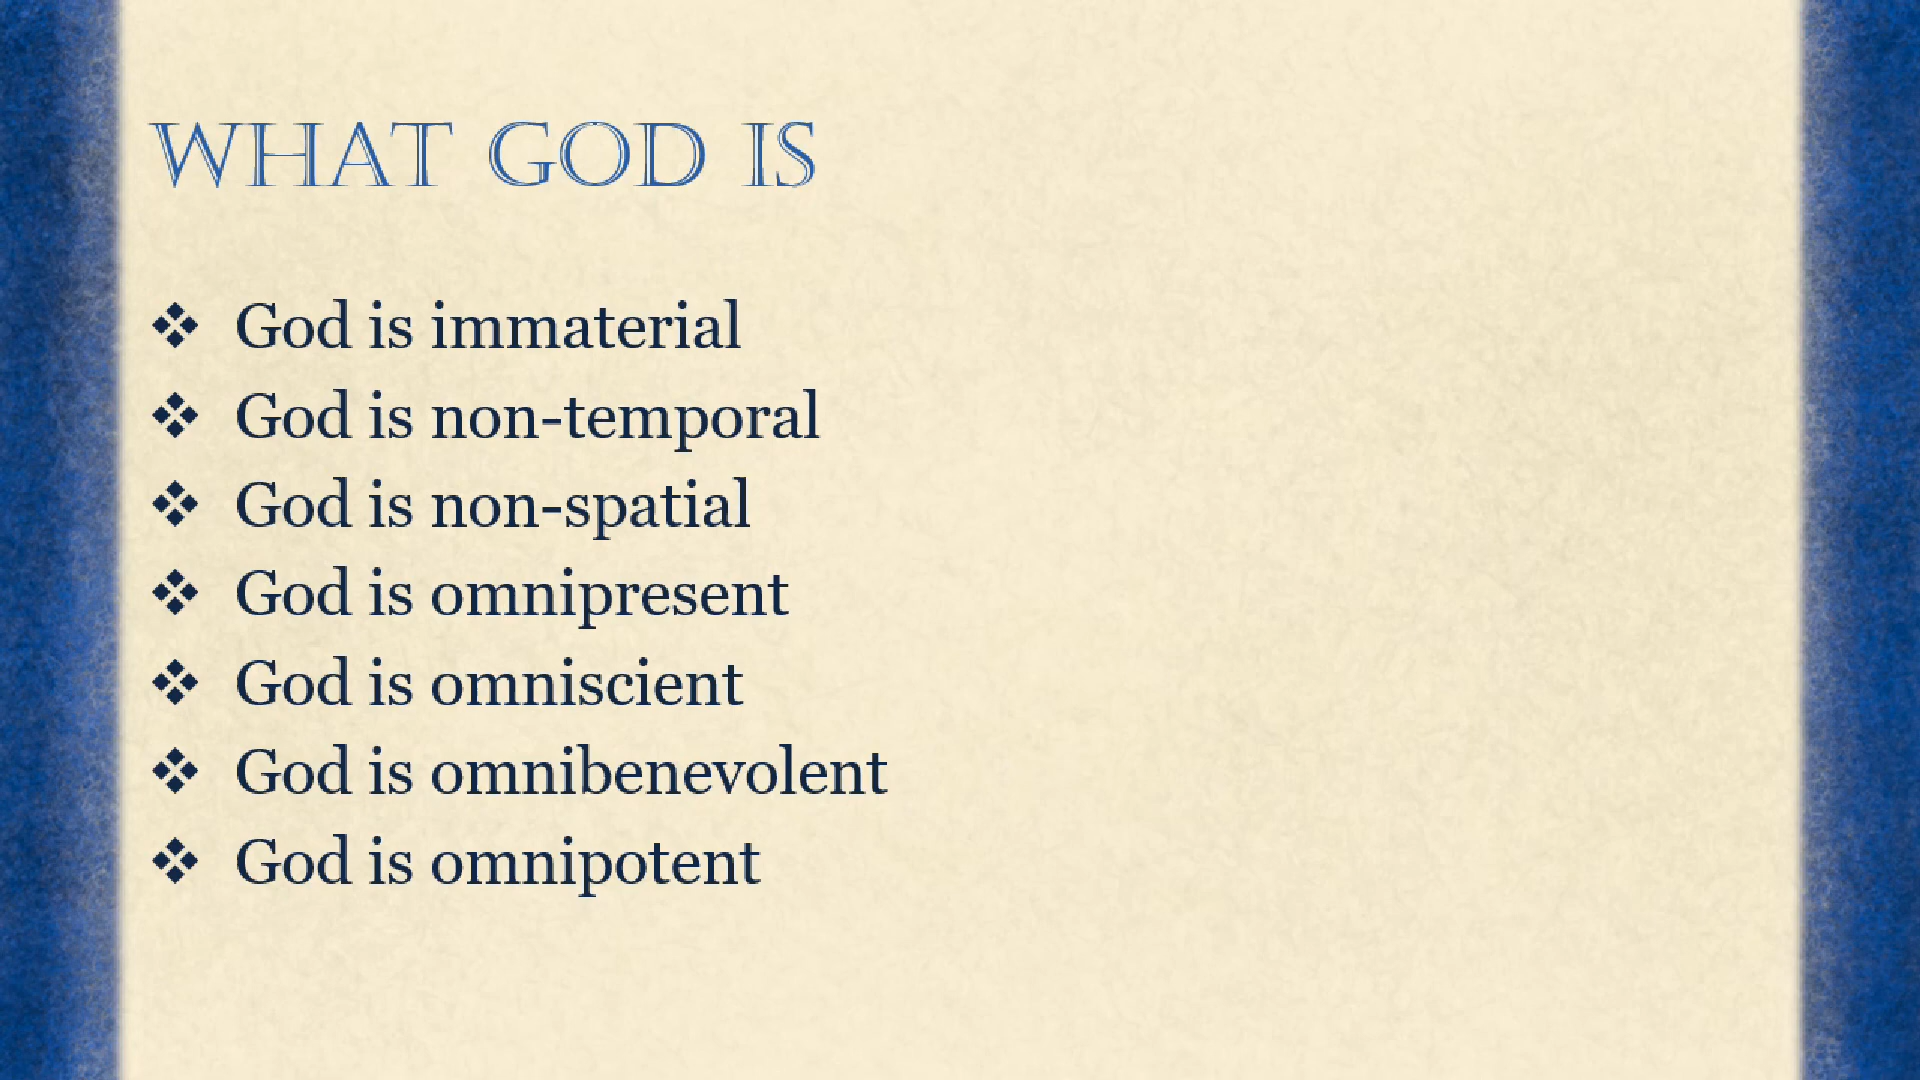 WHAT GOD IS
❖ God is immaterial
❖ God is non-temporal
❖ God is non-spatial
❖ God is omnipresent
❖ God is omniscient
❖ God is omnibenevolent
❖ God is omnipotent